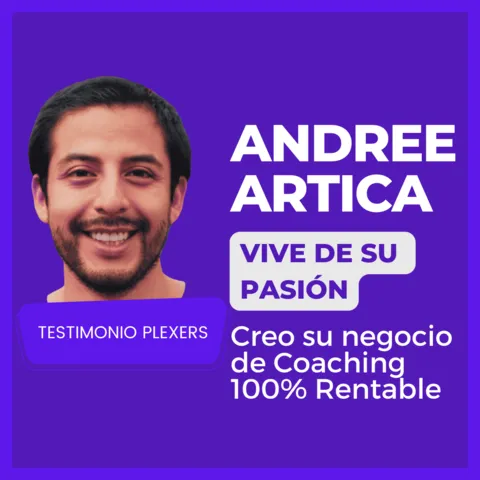 ANDREE
ARTICA
VIVE DE SU
PASIÓN
TESTIMONIO PLEXERS
Creo su negocio
de Coaching
100% Rentable